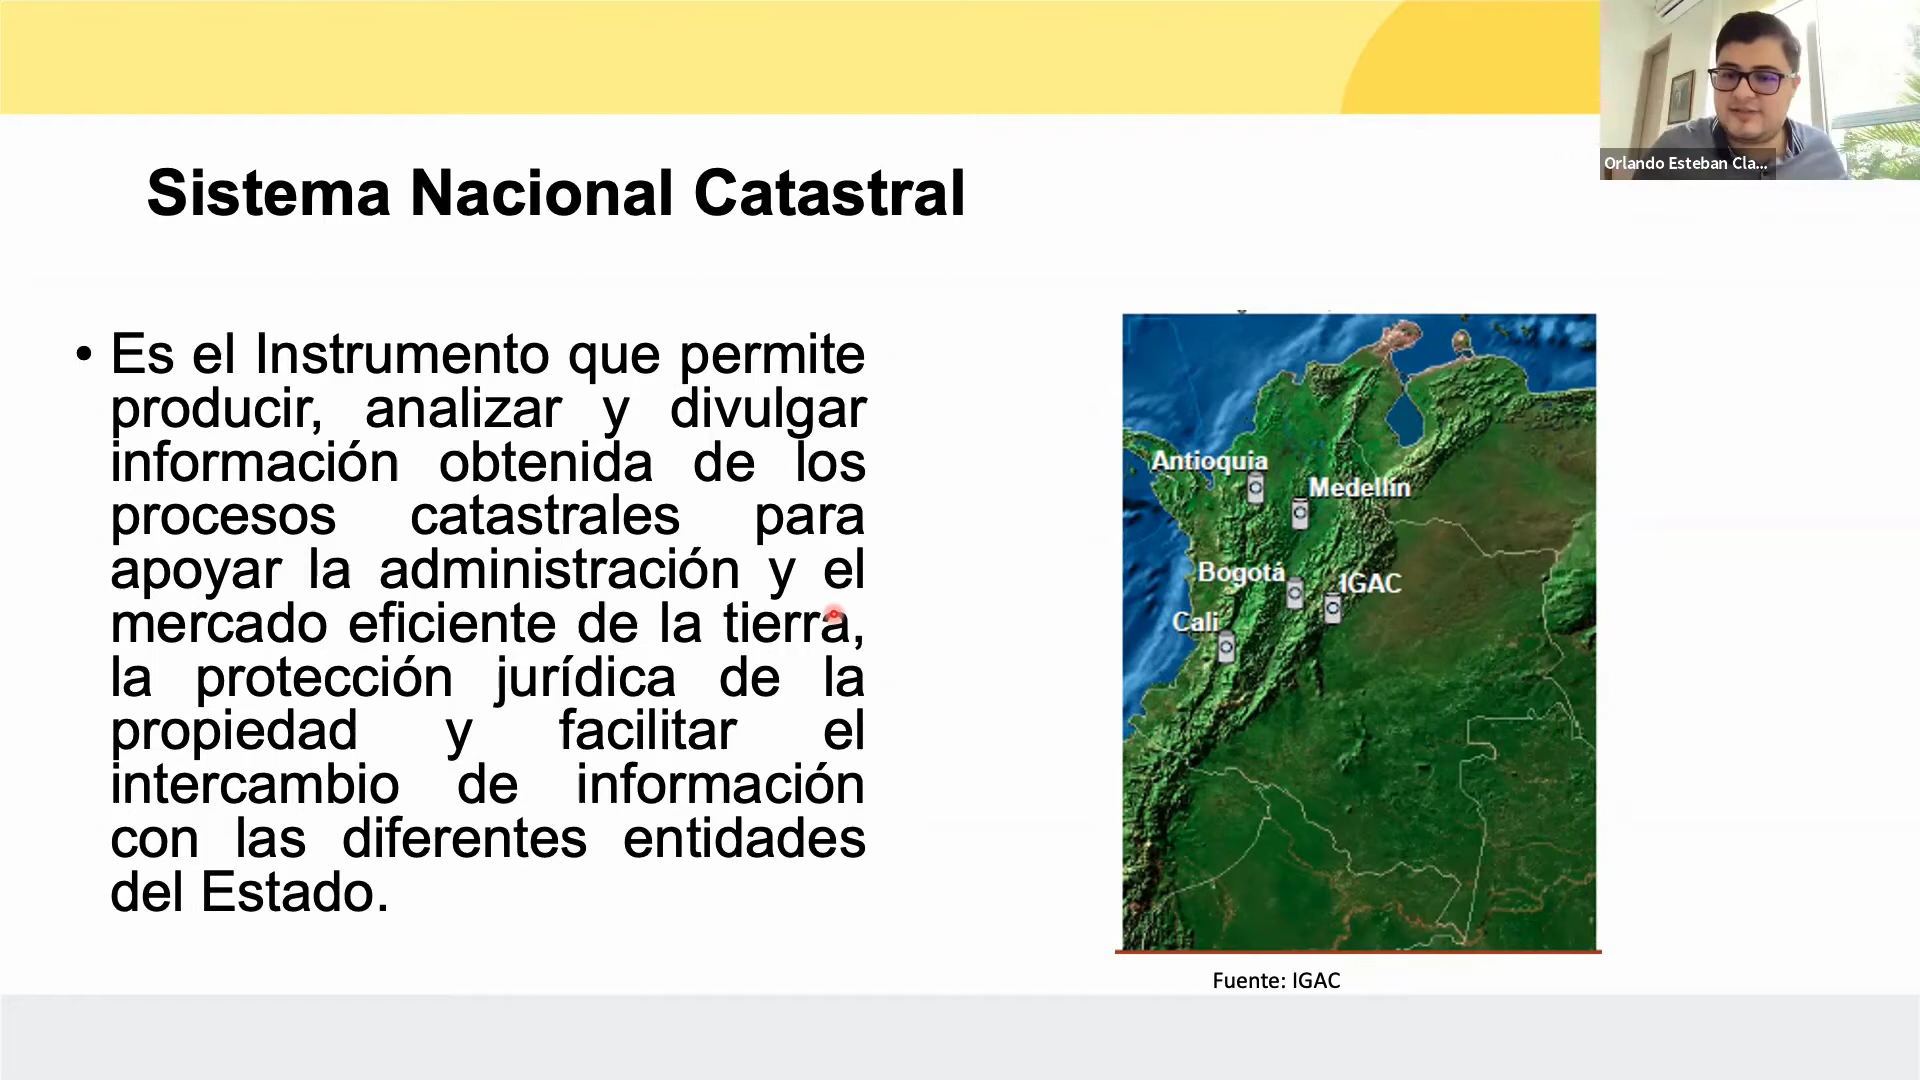 Orlando Esteban Cla...
Sistema Nacional Catastral
• Es el Instrumento que permite
producir, analizar y divulgar
información obtenida de los
procesos catastrales para
apoyar la administración y el
mercado eficiente de la tierra,
la protección jurídica de la
propiedad y facilitar el
intercambio de información
con las diferentes entidades
del Estado.
Antioquia
Medellín
Bogotá
IGAC
Cali
Fuente: IGAC